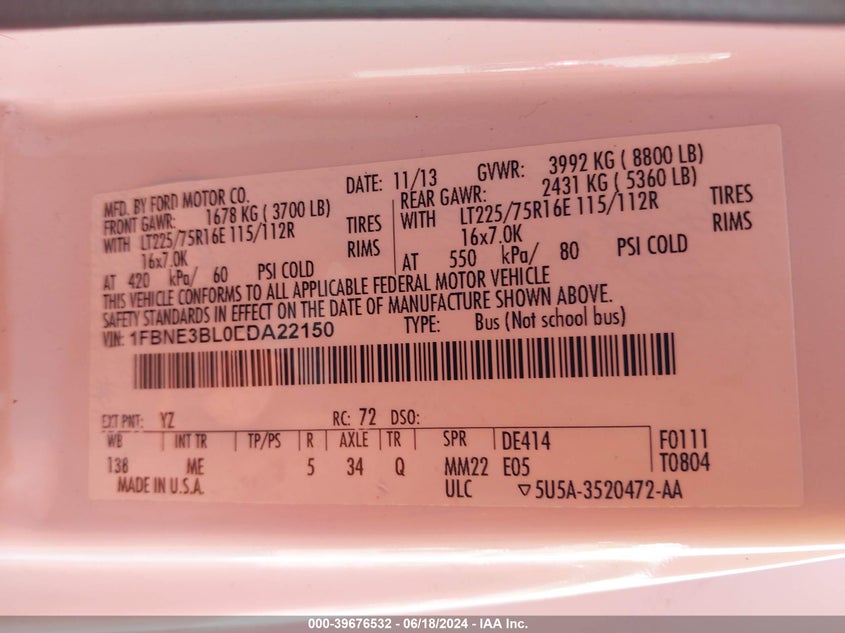 MFD. BY FORD MOTOR CO. DATE: 11/13 GVWR: 3992 KG ( 8800 LB)
FRONT GAWR: 1678 KG ( 3700 LB) REAR GAWR: 2431 KG ( 5360 LB)
WITH LT225/75R16E 115/112R TIRES WITH LT225/75R16E 115/112R TIRES
16x7.0K RIMS 16x7.0K RIMS
AT 420 kPa/ 60 PSI COLD AT 550 kPa/ 80 PSI COLD
THIS VEHICLE CONFORMS TO ALL APPLICABLE FEDERAL MOTOR VEHICLE
SAFETY STANDARDS IN EFFECT ON THE DATE OF MANUFACTURE SHOWN ABOVE.
VIN: 1FBNE3BL0EDA22150 TYPE: Bus (Not school bus)
EXT PNT: YZ RC: 72 DSO:
WB INT TR TP/PS R AXLE TR SPR DE414 F0111
138 ME 5 34 Q MM22 E05 T0804
MADE IN U.S.A. ULC ▽5U5A-3520472-AA
000-39676532 - 06/18/2024 - IAA Inc.